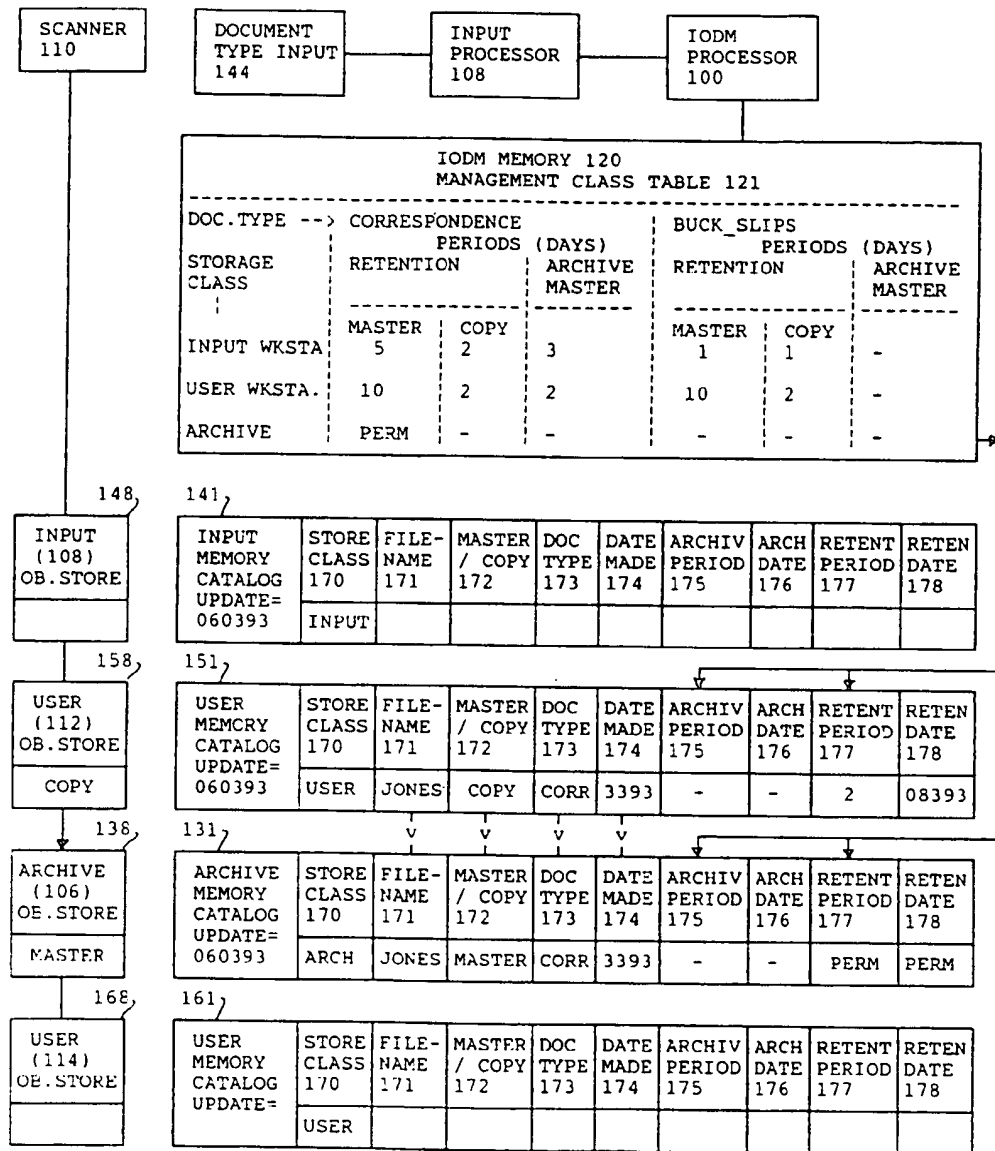 SCANNER
110
DOCUMENT
TYPE INPUT
144
INPUT
PROCESSOR
108
IODM
PROCESSOR
100
IODM MEMORY 120
MANAGEMENT CLASS TABLE 121
DOC.TYPE --> CORRESPONDENCE BUCK_SLIPS
PERIODS (DAYS) PERIODS (DAYS)
STORAGE RETENTION ARCHIVE RETENTION ARCHIVE
CLASS MASTER MASTER
MASTER COPY MASTER COPY
INPUT WKSTA 5 2 3 1 1 -
USER WKSTA. 10 2 2 10 2 -
ARCHIVE PERM - - - - -
148
INPUT
(108)
OB.STORE
141
INPUT
MEMORY
CATALOG
UPDATE=
060393
STORE
CLASS
170
FILE-
NAME
171
MASTER
/ COPY
172
DOC
TYPE
173
DATE
MADE
174
ARCHIV
PERIOD
175
ARCH
DATE
176
RETENT
PERIOD
177
RETEN
DATE
178
INPUT
158
USER
(112)
OB.STORE
COPY
151
USER
MEMORY
CATALOG
UPDATE=
060393
STORE
CLASS
170
FILE-
NAME
171
MASTER
/ COPY
172
DOC
TYPE
173
DATE
MADE
174
ARCHIV
PERIOD
175
ARCH
DATE
176
RETENT
PERIOD
177
RETEN
DATE
178
USER JONES COPY CORR 3393 - - 2 08393
v v v v
138
ARCHIVE
(106)
OB.STORE
MASTER
131
ARCHIVE
MEMORY
CATALOG
UPDATE=
060393
STORE
CLASS
170
FILE-
NAME
171
MASTER
/ COPY
172
DOC
TYPE
173
DATE
MADE
174
ARCHIV
PERIOD
175
ARCH
DATE
176
RETENT
PERIOD
177
RETEN
DATE
178
ARCH JONES MASTER CORR 3393 - - PERM PERM
168
USER
(114)
OB.STORE
161
USER
MEMORY
CATALOG
UPDATE=
STORE
CLASS
170
FILE-
NAME
171
MASTER
/ COPY
172
DOC
TYPE
173
DATE
MADE
174
ARCHIV
PERIOD
175
ARCH
DATE
176
RETENT
PERIOD
177
RETEN
DATE
178
USER